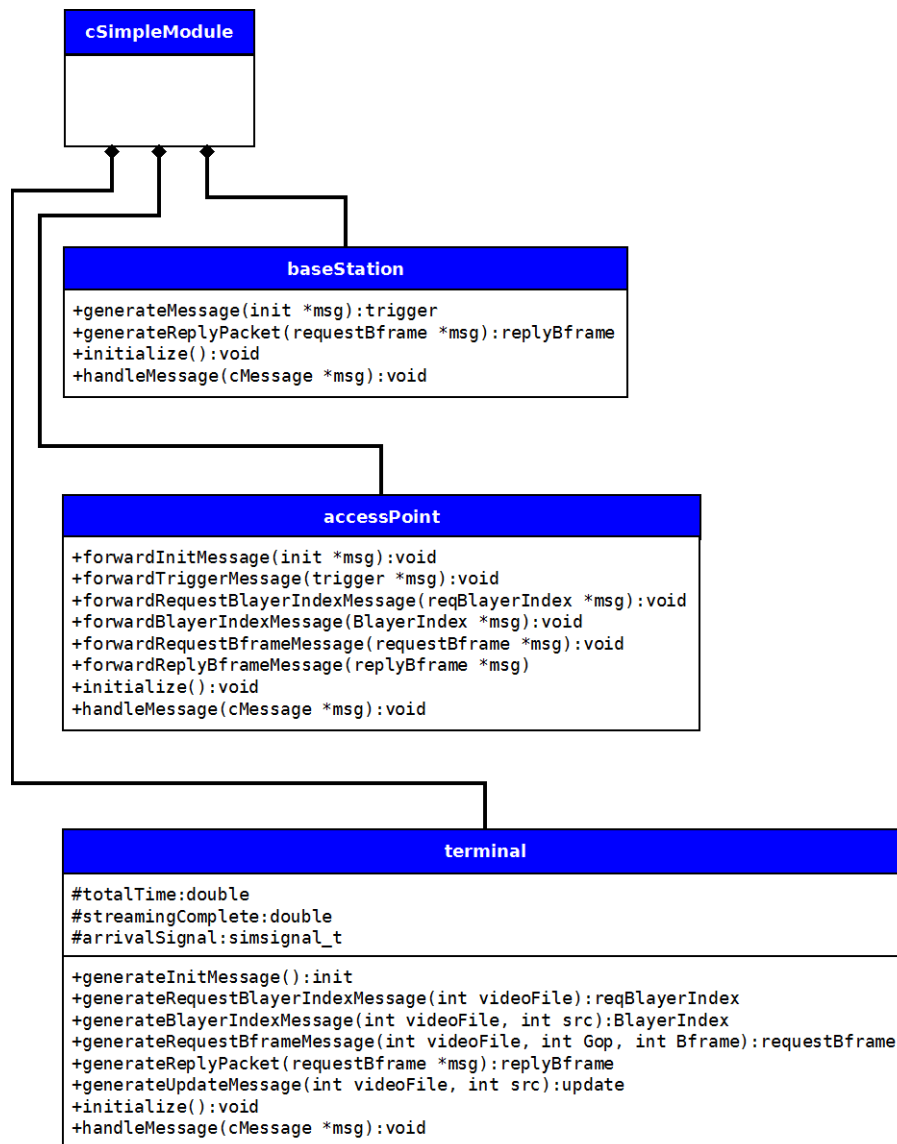 cSimpleModule
baseStation
+generateMessage(init *msg):trigger
+generateReplyPacket(requestBframe *msg):replyBframe
+initialize():void
+handleMessage(cMessage *msg):void
accessPoint
+forwardInitMessage(init *msg):void
+forwardTriggerMessage(trigger *msg):void
+forwardRequestBlayerIndexMessage(reqBlayerIndex *msg):void
+forwardBlayerIndexMessage(BlayerIndex *msg):void
+forwardRequestBframeMessage(requestBframe *msg):void
+forwardReplyBframeMessage(replyBframe *msg)
+initialize():void
+handleMessage(cMessage *msg):void
terminal
#totalTime:double
#streamingComplete:double
#arrivalSignal:simsignal_t
+generateInitMessage():init
+generateRequestBlayerIndexMessage(int videoFile):reqBlayerIndex
+generateBlayerIndexMessage(int videoFile, int src):BlayerIndex
+generateRequestBframeMessage(int videoFile, int Gop, int Bframe):requestBframe
+generateReplyPacket(requestBframe *msg):replyBframe
+generateUpdateMessage(int videoFile, int src):update
+initialize():void
+handleMessage(cMessage *msg):void